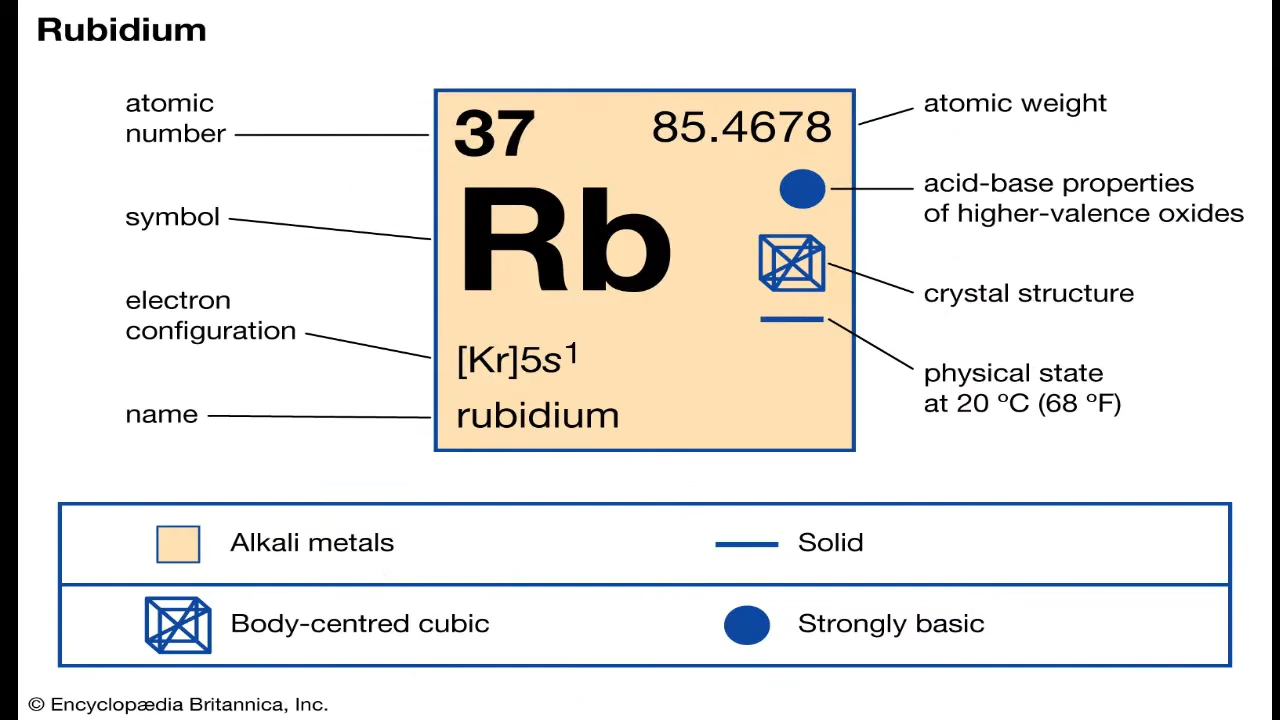 Rubidium
atomic
number
symbol
electron
configuration
name
37
85.4678
Rb
[Kr]5s¹
rubidium
atomic weight
acid-base properties
of higher-valence oxides
crystal structure
physical state
at 20 ºC (68 ºF)
Alkali metals
Solid
Body-centred cubic
Strongly basic
© Encyclopædia Britannica, Inc.